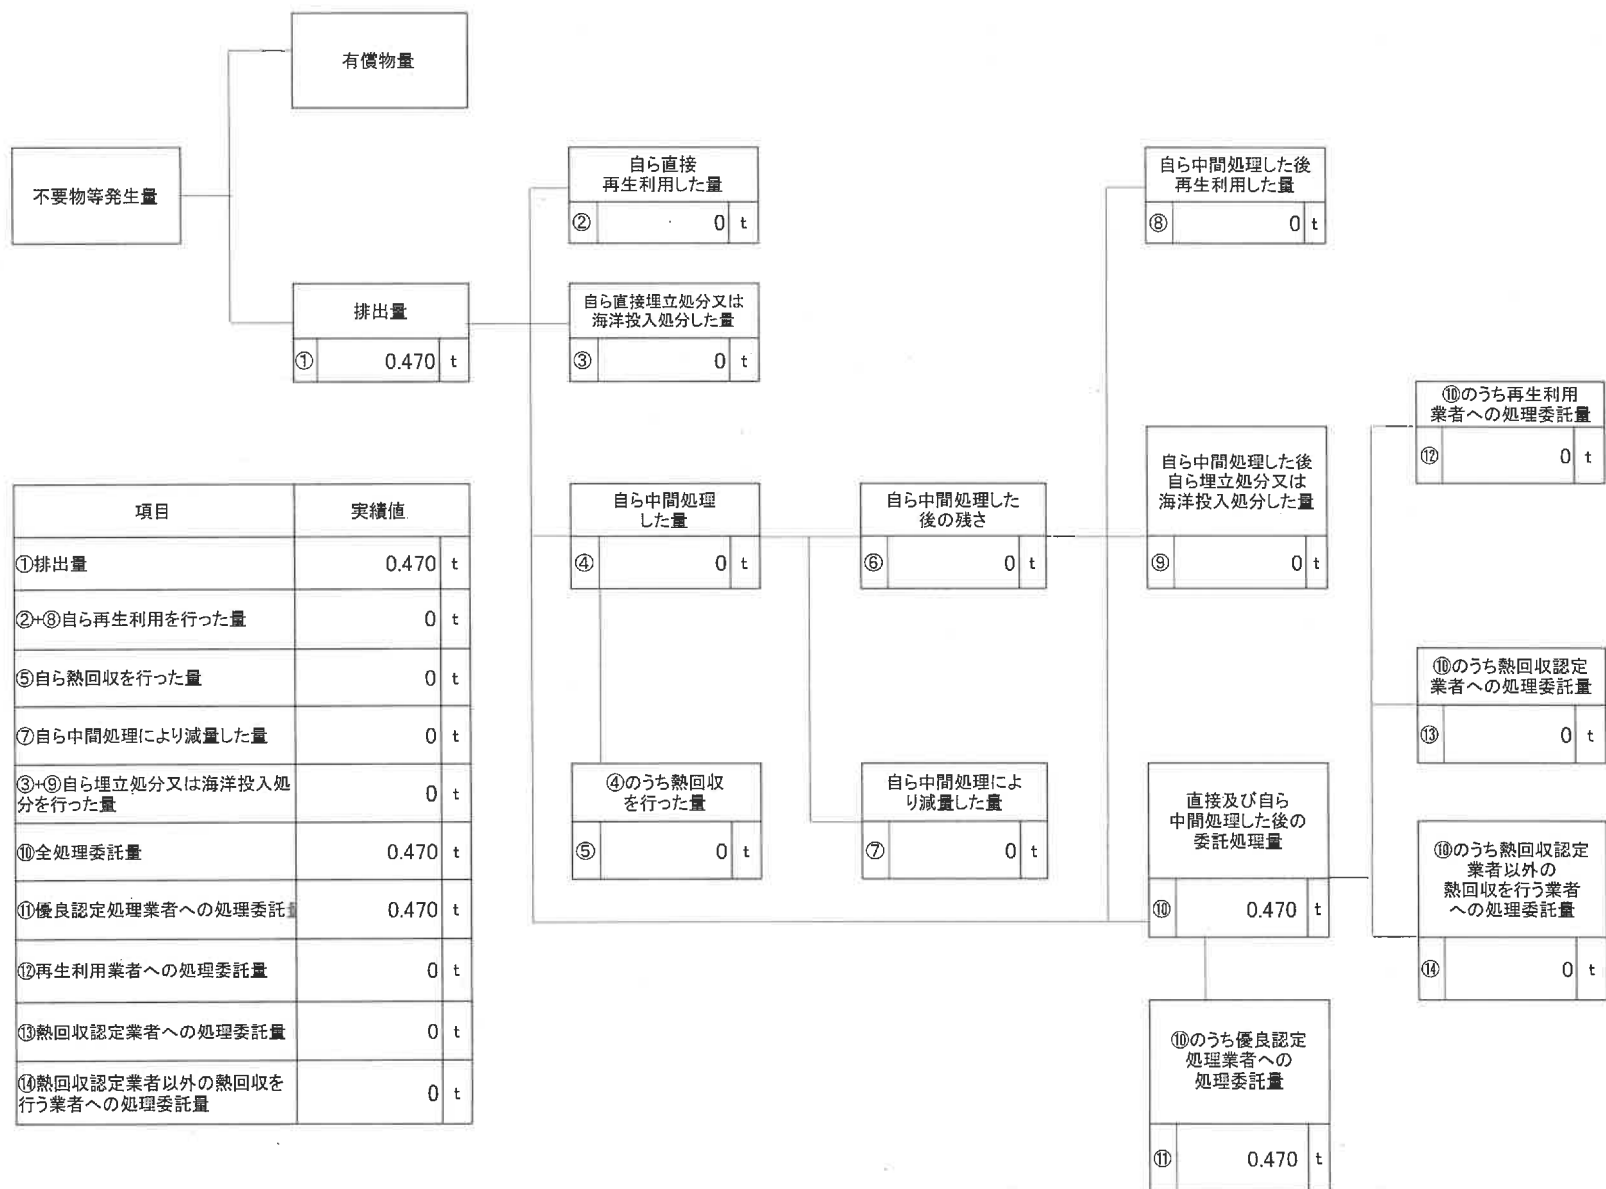 有償物量
不要物等発生量
排出量
① 0.470 t
自ら直接
再生利用した量
② 0 t
自ら直接埋立処分又は
海洋投入処分した量
③ 0 t
自ら中間処理
した量
④ 0 t
④のうち熱回収
を行った量
⑤ 0 t
自ら中間処理した
後の残さ
⑥ 0 t
自ら中間処理によ
り減量した量
⑦ 0 t
自ら中間処理した後
再生利用した量
⑧ 0 t
自ら中間処理した後
自ら埋立処分又は
海洋投入処分した量
⑨ 0 t
直接及び自ら
中間処理した後の
委託処理量
⑩ 0.470 t
⑩のうち優良認定
処理業者への
処理委託量
⑪ 0.470 t
⑩のうち再生利用
業者への処理委託量
⑫ 0 t
⑩のうち熱回収認定
業者への処理委託量
⑬ 0 t
⑩のうち熱回収認定
業者以外の
熱回収を行う業者
への処理委託量
⑭ 0 t
項目 実績値
①排出量 0.470 t
②+⑧自ら再生利用を行った量 0 t
⑤自ら熱回収を行った量 0 t
⑦自ら中間処理により減量した量 0 t
③+⑨自ら埋立処分又は海洋投入処
分を行った量 0 t
⑩全処理委託量 0.470 t
⑪優良認定処理業者への処理委託量 0.470 t
⑫再生利用業者への処理委託量 0 t
⑬熱回収認定業者への処理委託量 0 t
⑭熱回収認定業者以外の熱回収を
行う業者への処理委託量 0 t